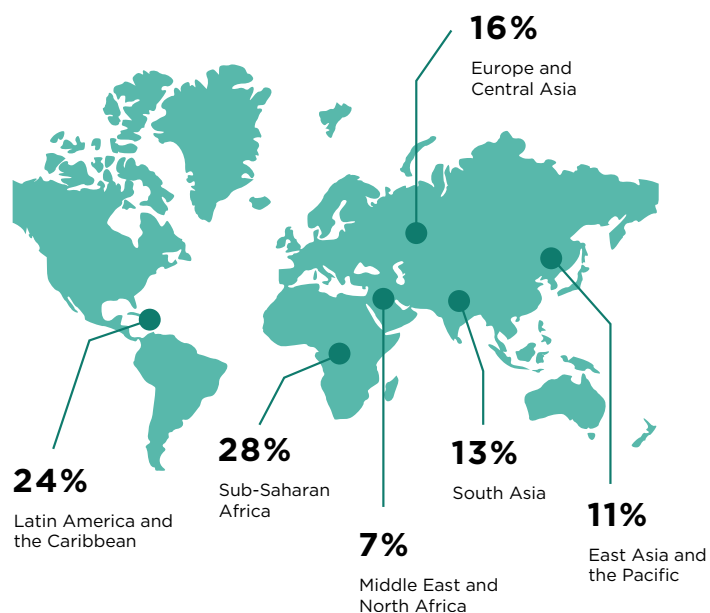 16%
Europe and
Central Asia
24%
Latin America and
the Caribbean
28%
Sub-Saharan
Africa
7%
Middle East and
North Africa
13%
South Asia
11%
East Asia and
the Pacific